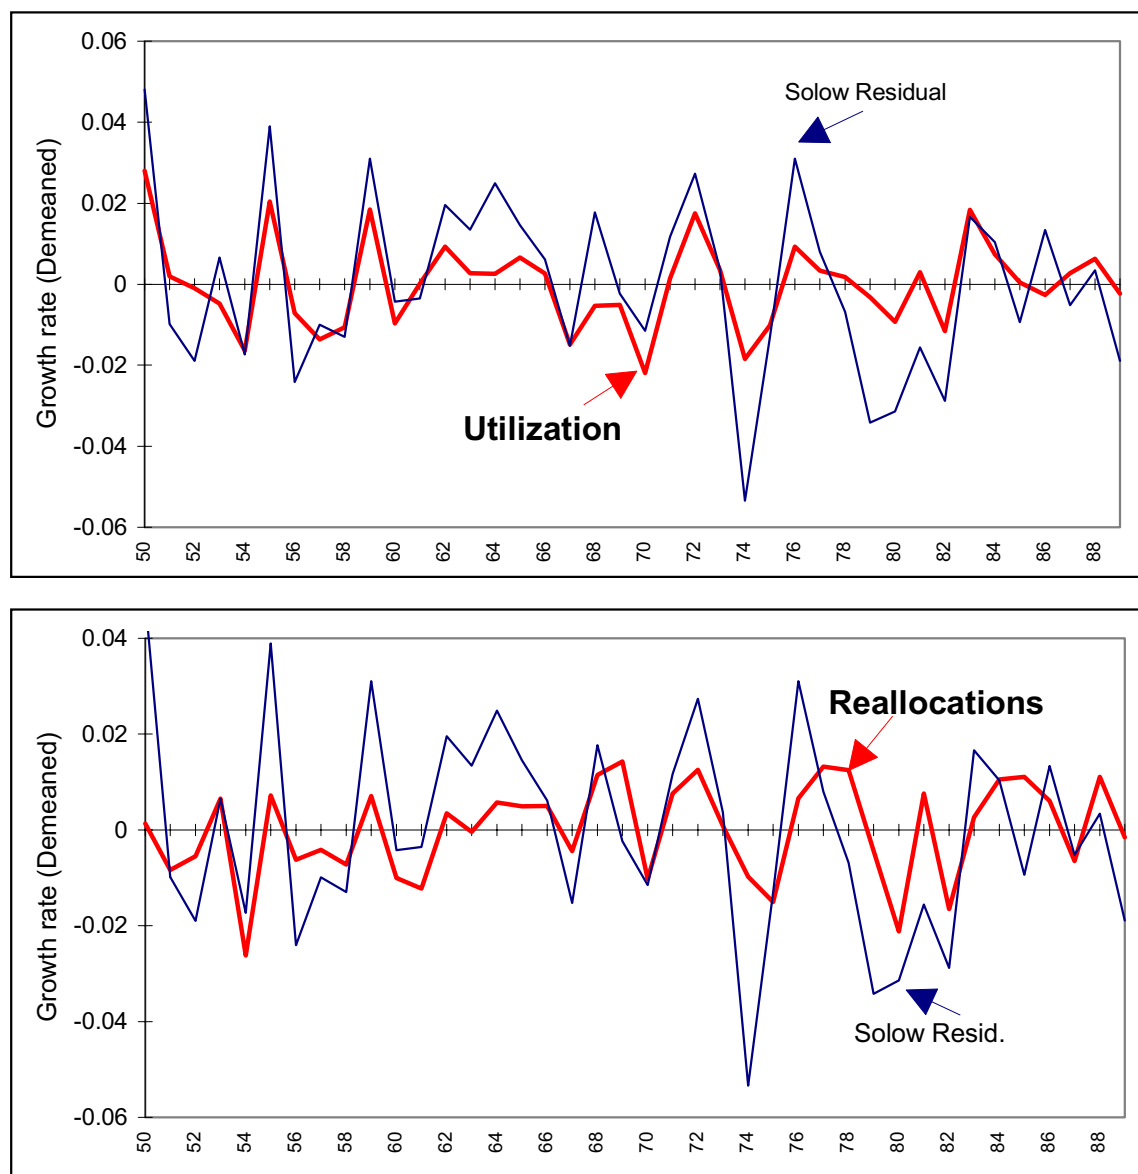 0.06
Solow Residual
0.04
0.02
0
-0.02
Utilization
-0.04
-0.06
Growth rate (Demeaned)
50 52 54 56 58 60 62 64 66 68 70 72 74 76 78 80 82 84 86 88
0.04
Reallocations
0.02
0
-0.02
-0.04
Solow Resid.
-0.06
Growth rate (Demeaned)
50 52 54 56 58 60 62 64 66 68 70 72 74 76 78 80 82 84 86 88